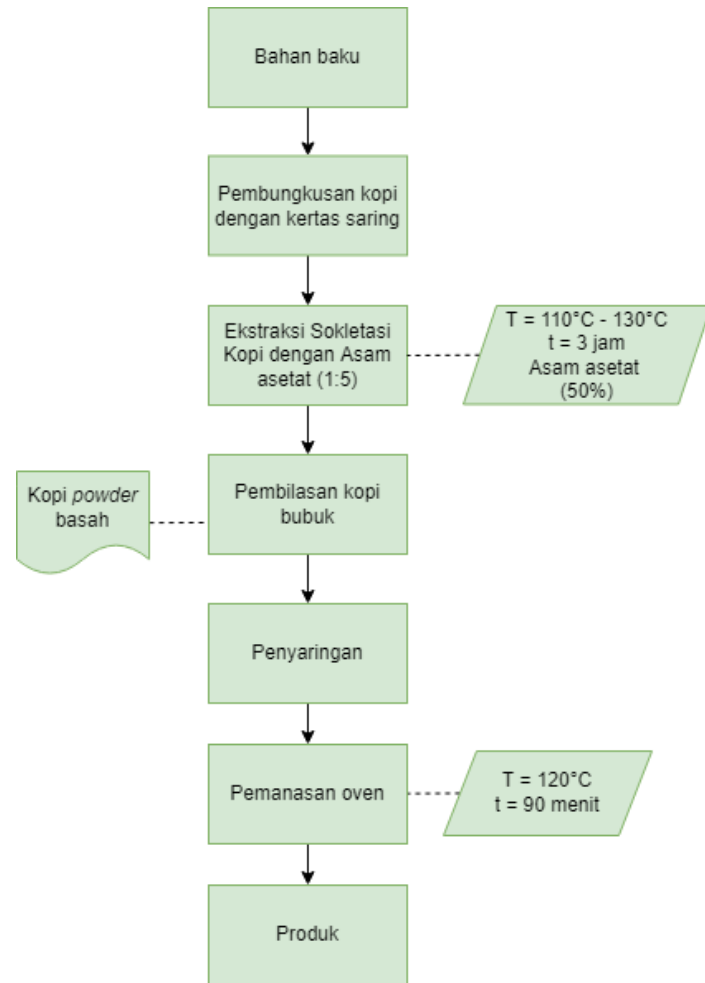 Bahan baku
Pembungkusan kopi
dengan kertas saring
Ekstraksi Sokletasi
Kopi dengan Asam
asetat (1:5)
T = 110°C - 130°C
t = 3 jam
Asam asetat
(50%)
Kopi powder
basah
Pembilasan kopi
bubuk
Penyaringan
Pemanasan oven
T = 120°C
t = 90 menit
Produk